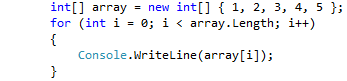 int[] array = new int[] { 1, 2, 3, 4, 5 };
for (int i = 0; i < array.Length; i++)
{
    Console.WriteLine(array[i]);
}